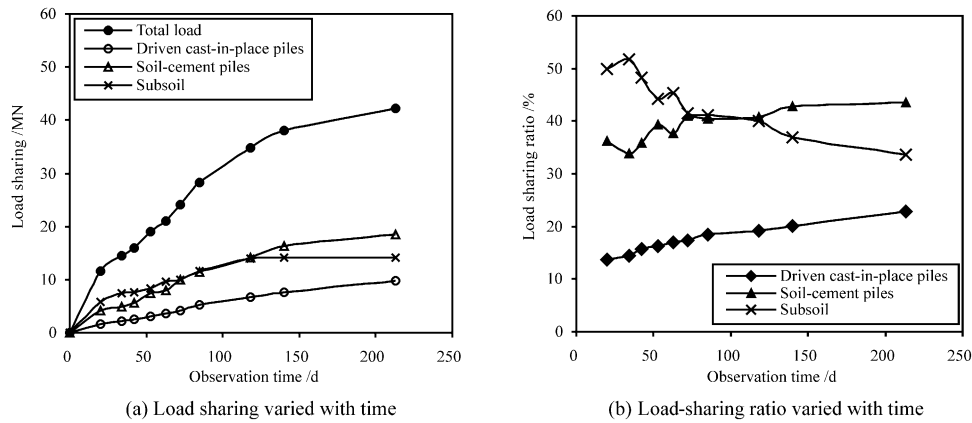 60
50
40
30
20
10
0
Load sharing /MN
Total load
Driven cast-in-place piles
Soil-cement piles
Subsoil
0 50 100 150 200 250
Observation time /d
(a) Load sharing varied with time
60
50
40
30
20
10
0
Load sharing ratio /%
Driven cast-in-place piles
Soil-cement piles
Subsoil
0 50 100 150 200 250
Observation time /d
(b) Load-sharing ratio varied with time